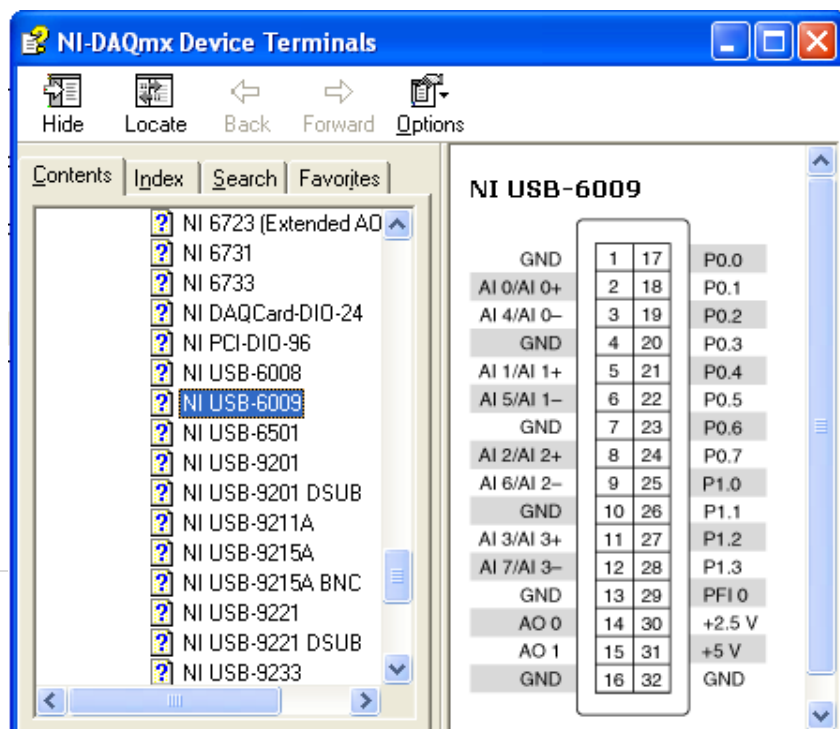 NI-DAQmx Device Terminals
Hide Locate Back Forward Options
Contents Index Search Favorites
NI 6723 (Extended AO
NI 6731
NI 6733
NI DAQCard-DIO-24
NI PCI-DIO-96
NI USB-6008
NI USB-6009
NI USB-6501
NI USB-9201
NI USB-9201 DSUB
NI USB-9211A
NI USB-9215A
NI USB-9215A BNC
NI USB-9221
NI USB-9221 DSUB
NI USB-9233
NI USB-6009
GND 1 17 P0.0
AI 0/AI 0+ 2 18 P0.1
AI 4/AI 0– 3 19 P0.2
GND 4 20 P0.3
AI 1/AI 1+ 5 21 P0.4
AI 5/AI 1– 6 22 P0.5
GND 7 23 P0.6
AI 2/AI 2+ 8 24 P0.7
AI 6/AI 2– 9 25 P1.0
GND 10 26 P1.1
AI 3/AI 3+ 11 27 P1.2
AI 7/AI 3– 12 28 P1.3
GND 13 29 PFI 0
AO 0 14 30 +2.5 V
AO 1 15 31 +5 V
GND 16 32 GND